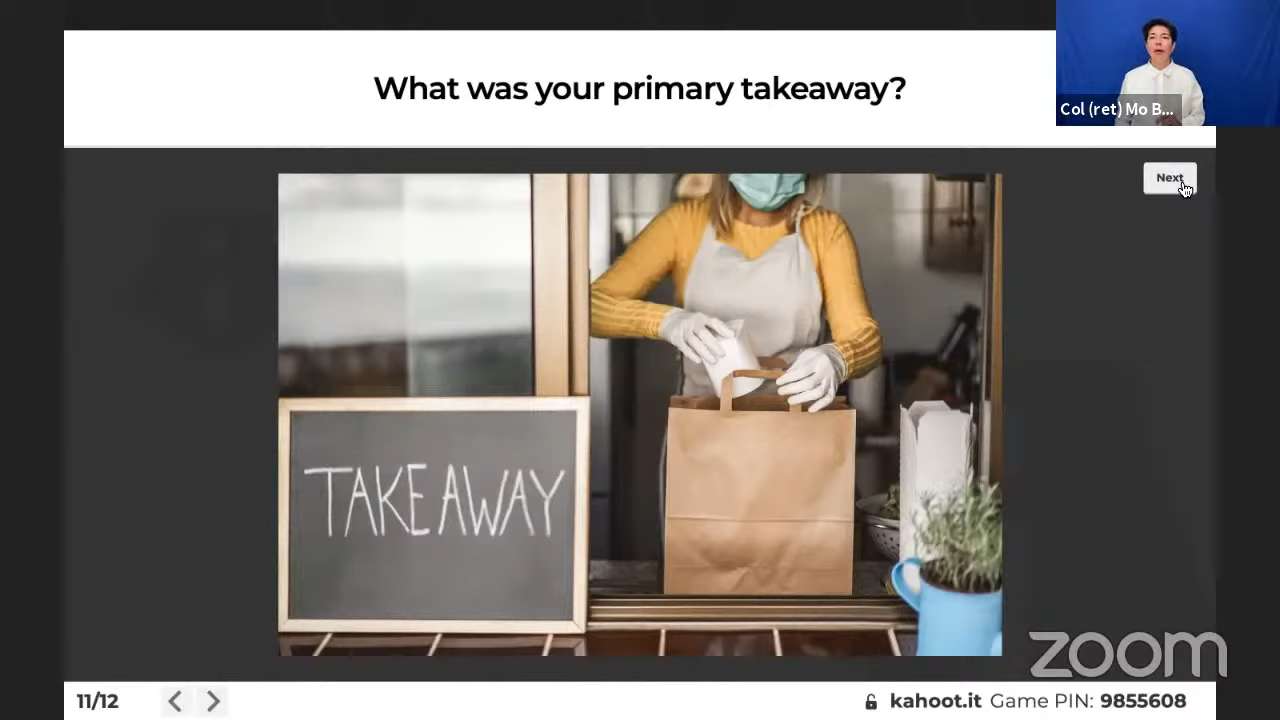 What was your primary takeaway?
Col (ret) Mo B...
Next
TAKEAWAY
zoom
11/12
kahoot.it Game PIN: 9855608